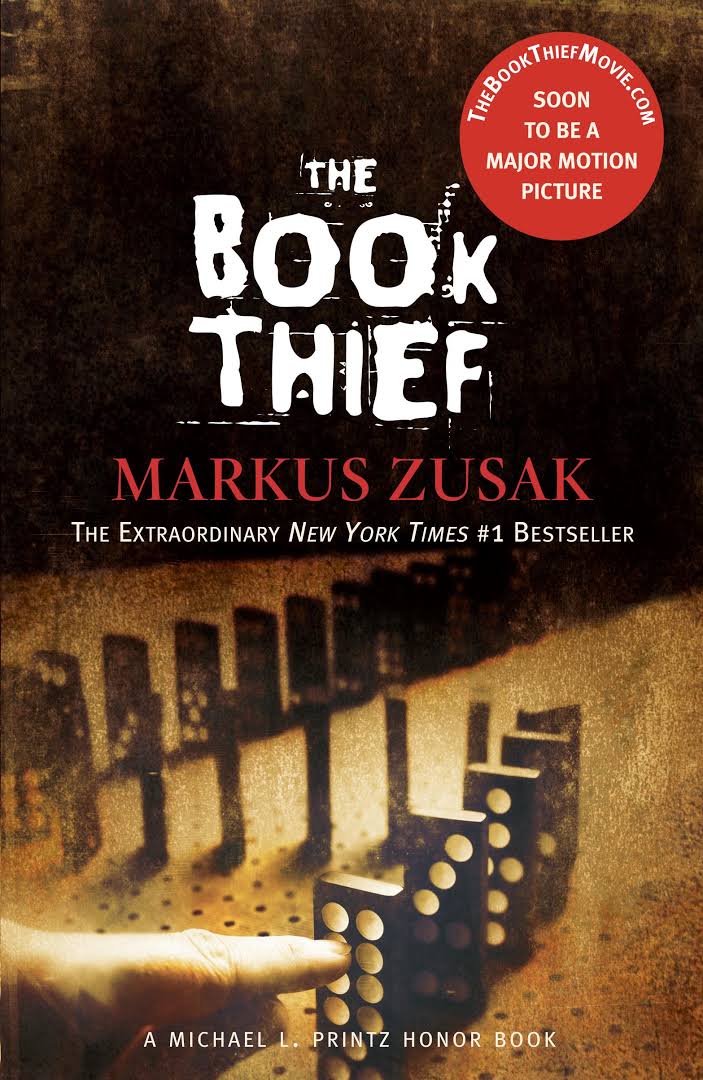 TheBookThiefMovie.com
SOON
TO BE A
MAJOR MOTION
PICTURE
THE
BOOK
THIEF
MARKUS ZUSAK
THE EXTRAORDINARY NEW YORK TIMES #1 BESTSELLER
A MICHAEL L. PRINTZ HONOR BOOK